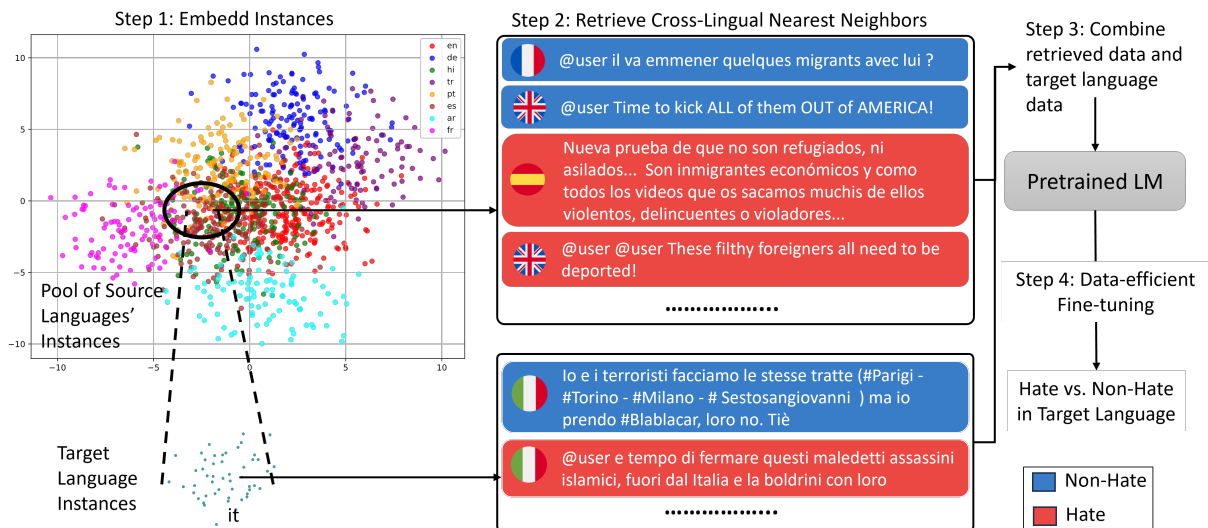 Step 1: Embedd Instances
10
5
0
−5
−10
−10
−5
0
5
10
en
de
hi
tr
pt
es
ar
fr
Pool of Source
Languages’
Instances
Target
Language
Instances
it
Step 2: Retrieve Cross-Lingual Nearest Neighbors
@user il va emmener quelques migrants avec lui ?
@user Time to kick ALL of them OUT of AMERICA!
Nueva prueba de que no son refugiados, ni
asilados... Son inmigrantes económicos y como
todos los videos que os sacamos muchis de ellos
violentos, delincuentes o violadores...
@user @user These filthy foreigners all need to be
deported!
..................
Io e i terroristi facciamo le stesse tratte (#Parigi -
#Torino - #Milano - # Sestosangiovanni ) ma io
prendo #Blablacar, loro no. Tiè
@user e tempo di fermare questi maledetti assassini
islamici, fuori dal Italia e la boldrini con loro
..................
Step 3: Combine
retrieved data and
target language
data
Pretrained LM
Step 4: Data-efficient
Fine-tuning
Hate vs. Non-Hate
in Target Language
Non-Hate
Hate